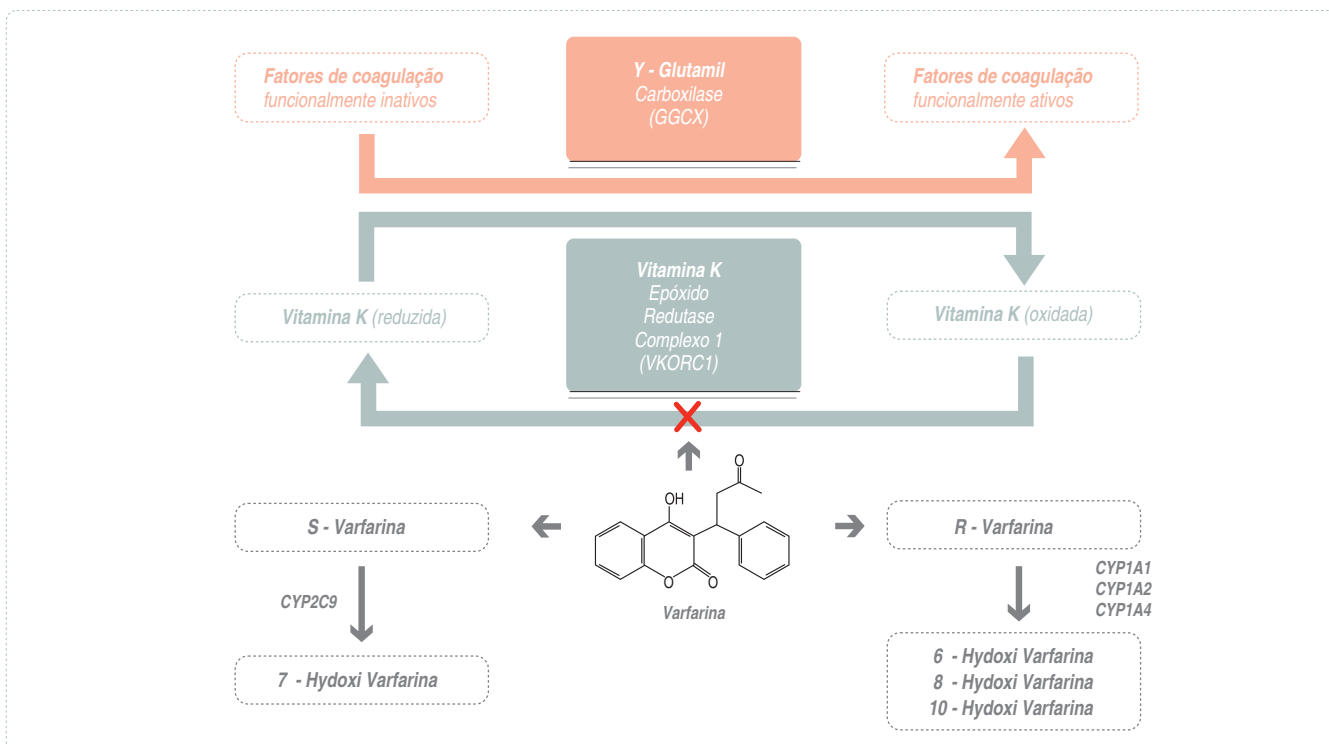 Fatores de coagulação
funcionalmente inativos
Y - Glutamil
Carboxilase
(GGCX)
Fatores de coagulação
funcionalmente ativos
Vitamina K (reduzida)
Vitamina K
Epóxido
Redutase
Complexo 1
(VKORC1)
Vitamina K (oxidada)
S - Varfarina
OH
O
O
O
Varfarina
R - Varfarina
CYP2C9
CYP1A1
CYP1A2
CYP1A4
7 - Hydoxi Varfarina
6 - Hydoxi Varfarina
8 - Hydoxi Varfarina
10 - Hydoxi Varfarina